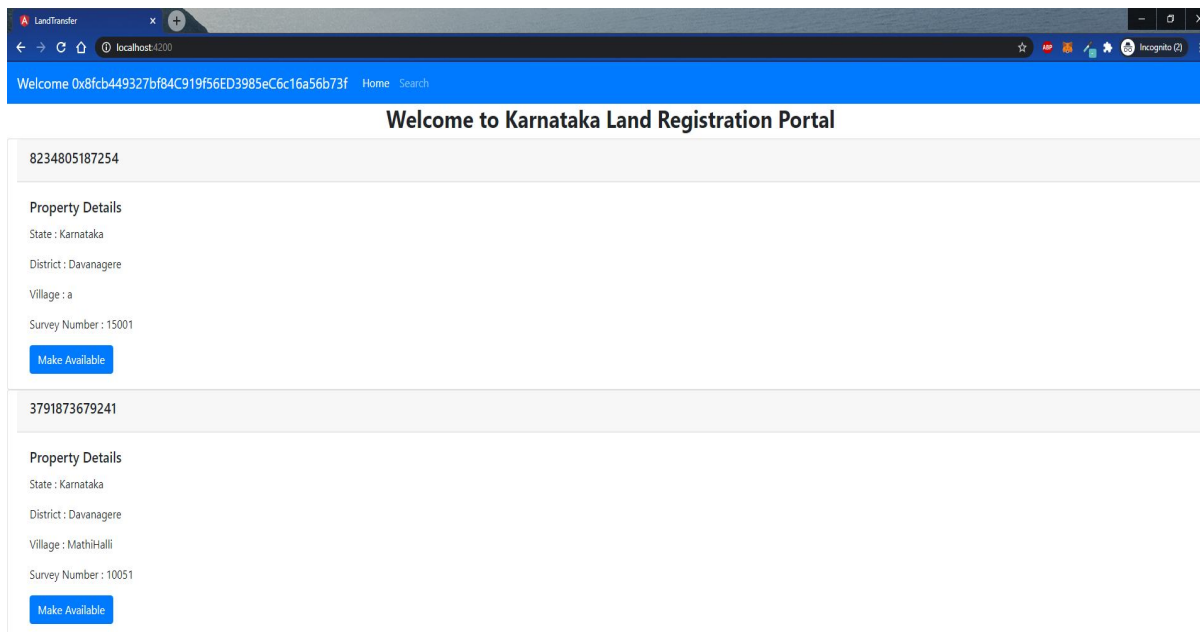 LandTransfer
localhost:4200
ABP
Incognito (2)
Welcome 0x8fcb449327bf84C919f56ED3985eC6c16a56b73f Home Search
Welcome to Karnataka Land Registration Portal
8234805187254
Property Details
State : Karnataka
District : Davanagere
Village : a
Survey Number : 15001
Make Available
3791873679241
Property Details
State : Karnataka
District : Davanagere
Village : MathiHalli
Survey Number : 10051
Make Available